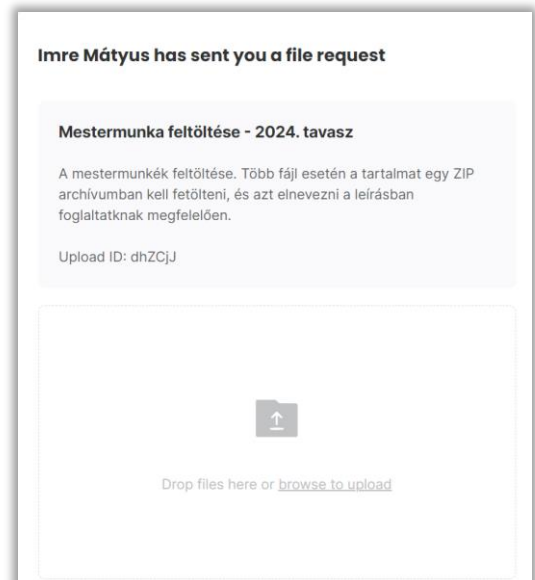 Imre Mátyus has sent you a file request
Mestermunka feltöltése - 2024. tavasz
A mestermunkék feltöltése. Több fájl esetén a tartalmat egy ZIP
archívumban kell fetölteni, és azt elnevezni a leírásban
foglaltatknak megfelelően.
Upload ID: dhZCjJ
Drop files here or browse to upload